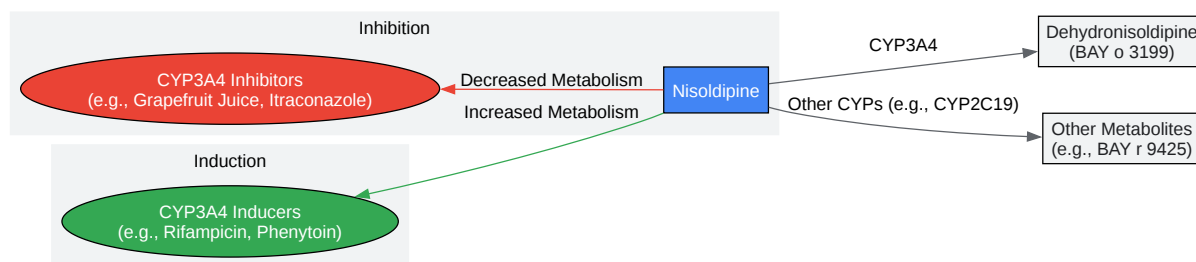 Inhibition
CYP3A4 Inhibitors
(e.g., Grapefruit Juice, Itraconazole)
Decreased Metabolism
Increased Metabolism
Nisoldipine
CYP3A4
Other CYPs (e.g., CYP2C19)
Dehydronisoldipine
(BAY o 3199)
Other Metabolites
(e.g., BAY r 9425)
Induction
CYP3A4 Inducers
(e.g., Rifampicin, Phenytoin)